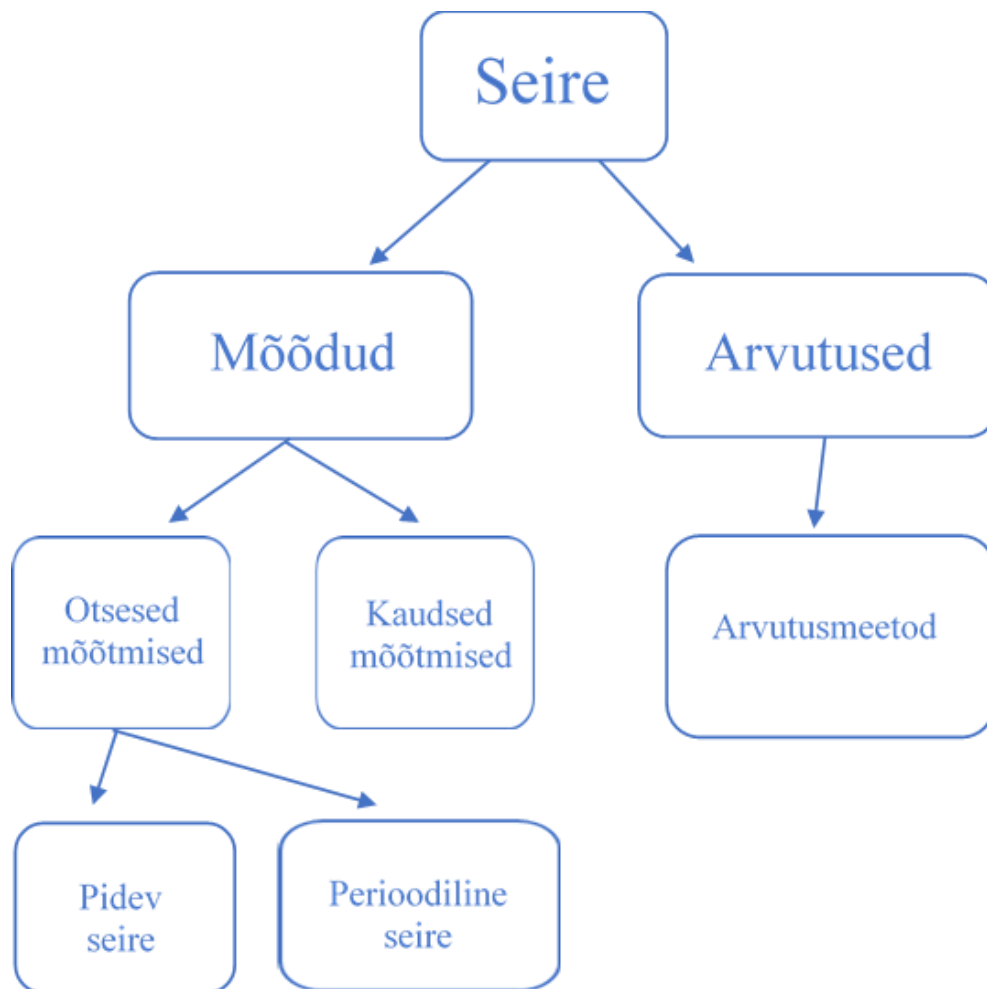 Seire
Mõõdud
Arvutused
Otsesed
mõõtmised
Kaudsed
mõõtmised
Arvutusmeetod
Pidev
seire
Perioodiline
seire